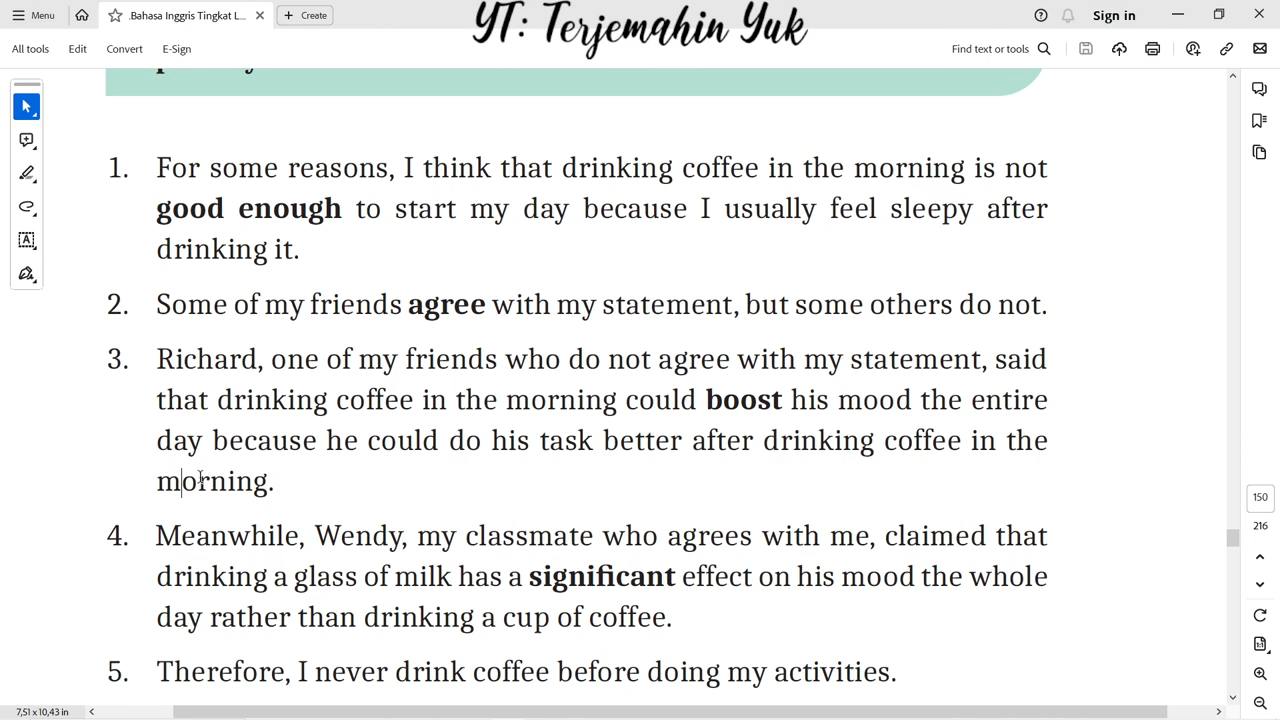 Menu
.Bahasa Inggris Tingkat L...
Create
YT: Terjemahin Yuk
Sign in
All tools Edit Convert E-Sign
Find text or tools
1. For some reasons, I think that drinking coffee in the morning is not
good enough to start my day because I usually feel sleepy after
drinking it.
2. Some of my friends agree with my statement, but some others do not.
3. Richard, one of my friends who do not agree with my statement, said
that drinking coffee in the morning could boost his mood the entire
day because he could do his task better after drinking coffee in the
morning.
4. Meanwhile, Wendy, my classmate who agrees with me, claimed that
drinking a glass of milk has a significant effect on his mood the whole
day rather than drinking a cup of coffee.
5. Therefore, I never drink coffee before doing my activities.
150
216
7,51 x 10,43 in